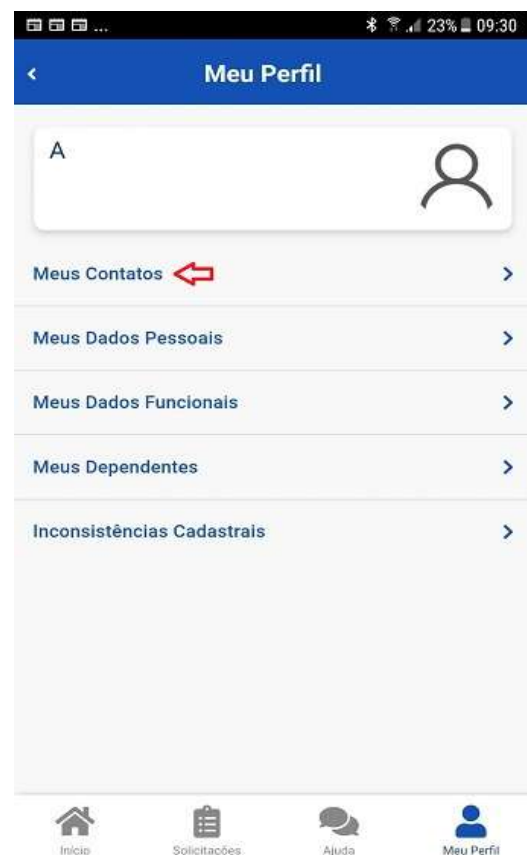 ... 23% 09:30
Meu Perfil
A
Meus Contatos
Meus Dados Pessoais
Meus Dados Funcionais
Meus Dependentes
Inconsistências Cadastrais
Início Solicitações Ajuda Meu Perfil